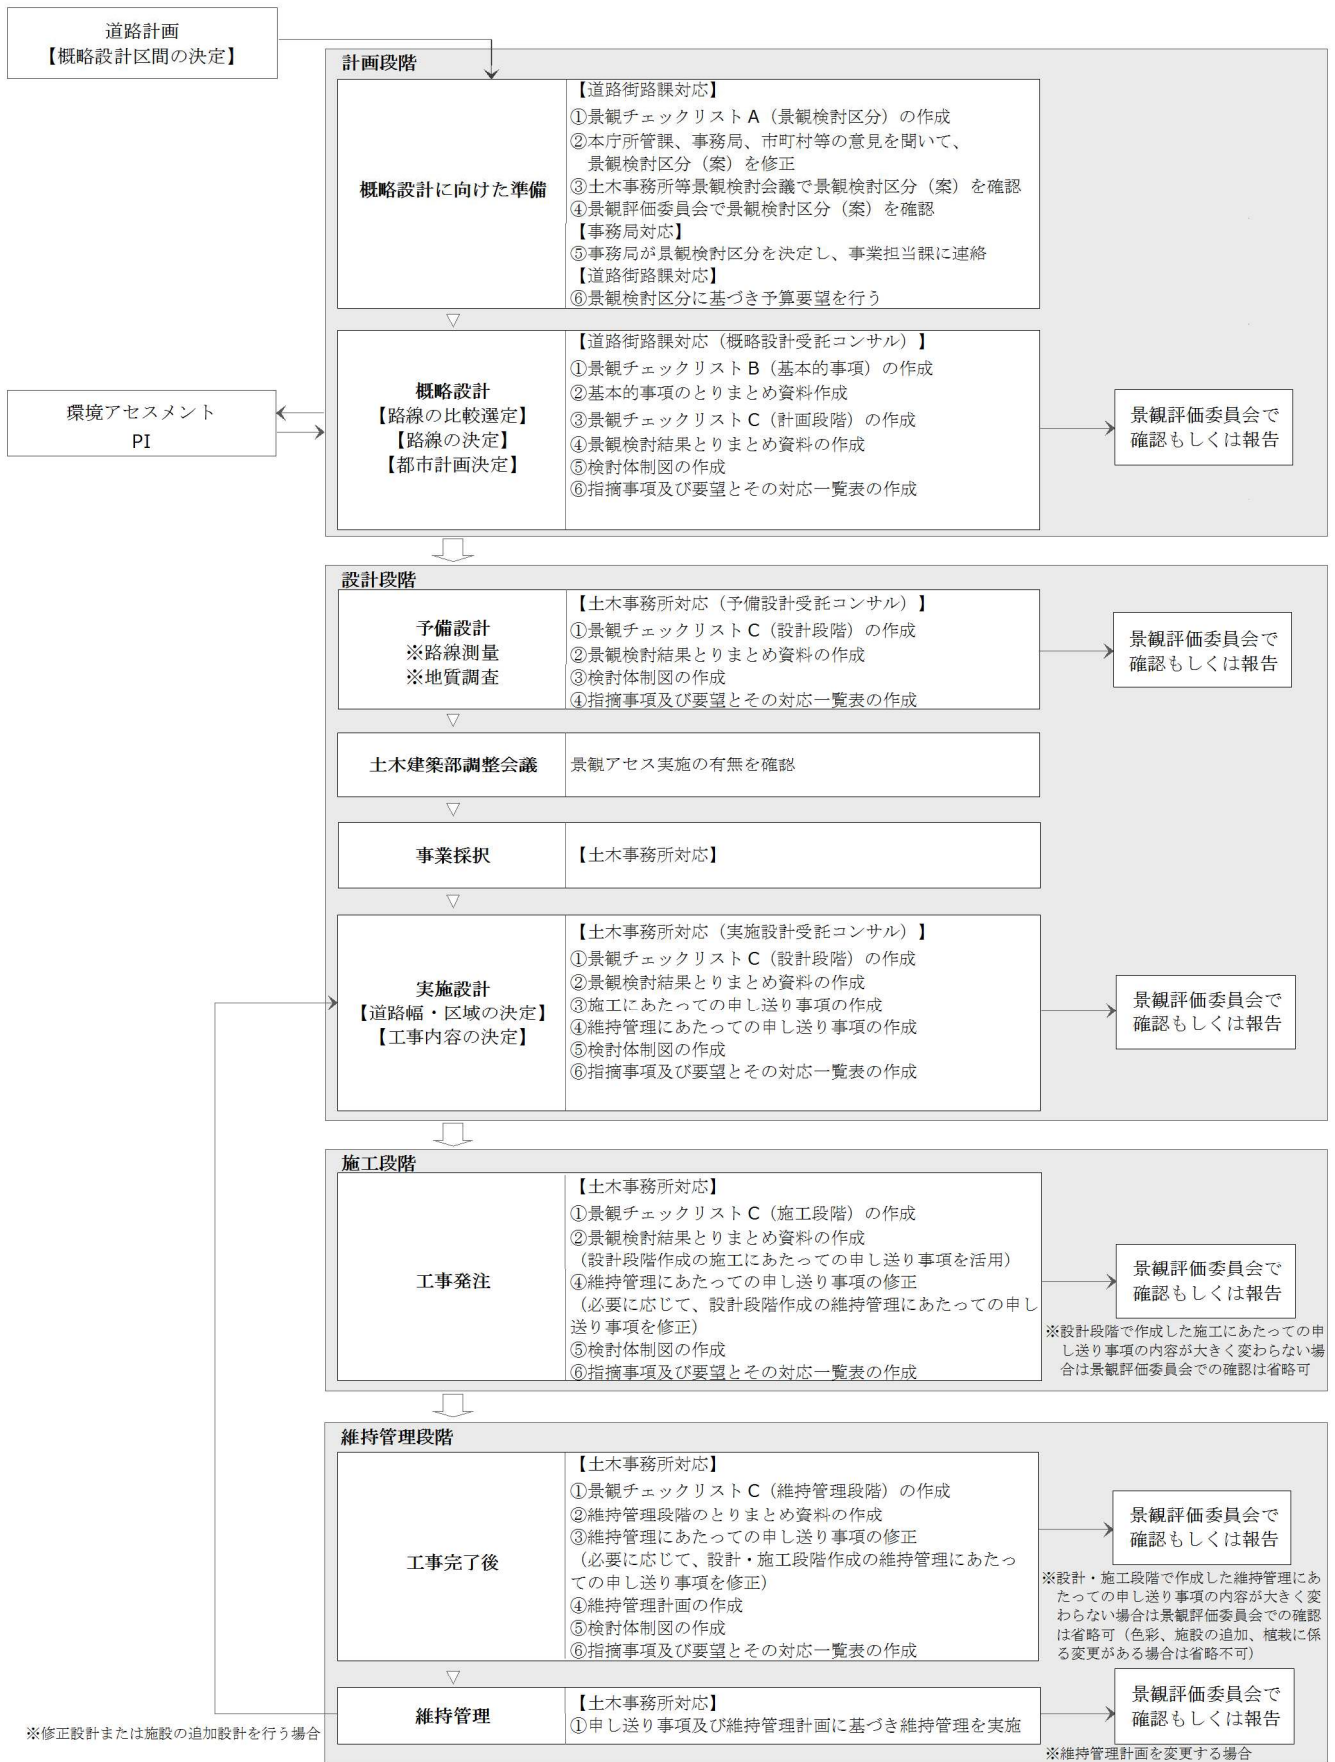 道路計画
【概略設計区間の決定】
計画段階
概略設計に向けた準備
【道路街路課対応】
①景観チェックリストA（景観検討区分）の作成
②本庁所管課、事務局、市町村等の意見を聞いて、
景観検討区分（案）を修正
③土木事務所等景観検討会議で景観検討区分（案）を確認
④景観評価委員会で景観検討区分（案）を確認
【事務局対応】
⑤事務局が景観検討区分を決定し、事業担当課に連絡
【道路街路課対応】
⑥景観検討区分に基づき予算要望を行う
▽
環境アセスメント
PI
概略設計
【路線の比較選定】
【路線の決定】
【都市計画決定】
【道路街路課対応（概略設計受託コンサル）】
①景観チェックリストB（基本的事項）の作成
②基本的事項のとりまとめ資料作成
③景観チェックリストC（計画段階）の作成
④景観検討結果とりまとめ資料の作成
⑤検討体制図の作成
⑥指摘事項及び要望とその対応一覧表の作成
景観評価委員会で
確認もしくは報告
設計段階
予備設計
※路線測量
※地質調査
【土木事務所対応（予備設計受託コンサル）】
①景観チェックリストC（設計段階）の作成
②景観検討結果とりまとめ資料の作成
③検討体制図の作成
④指摘事項及び要望とその対応一覧表の作成
景観評価委員会で
確認もしくは報告
▽
土木建築部調整会議
景観アセス実施の有無を確認
▽
事業採択
【土木事務所対応】
▽
実施設計
【道路幅・区域の決定】
【工事内容の決定】
【土木事務所対応（実施設計受託コンサル）】
①景観チェックリストC（設計段階）の作成
②景観検討結果とりまとめ資料の作成
③施工にあたっての申し送り事項の作成
④維持管理にあたっての申し送り事項の作成
⑤検討体制図の作成
⑥指摘事項及び要望とその対応一覧表の作成
景観評価委員会で
確認もしくは報告
施工段階
工事発注
【土木事務所対応】
①景観チェックリストC（施工段階）の作成
②景観検討結果とりまとめ資料の作成
（設計段階作成の施工にあたっての申し送り事項を活用）
④維持管理にあたっての申し送り事項の修正
（必要に応じて、設計段階作成の維持管理にあたっての申し
送り事項を修正）
⑤検討体制図の作成
⑥指摘事項及び要望とその対応一覧表の作成
景観評価委員会で
確認もしくは報告
※設計段階で作成した施工にあたっての申
し送り事項の内容が大きく変わらない場
合は景観評価委員会での確認は省略可
維持管理段階
工事完了後
【土木事務所対応】
①景観チェックリストC（維持管理段階）の作成
②維持管理段階のとりまとめ資料の作成
③維持管理にあたっての申し送り事項の修正
（必要に応じて、設計・施工段階作成の維持管理にあたっ
ての申し送り事項を修正）
④維持管理計画の作成
⑤検討体制図の作成
⑥指摘事項及び要望とその対応一覧表の作成
景観評価委員会で
確認もしくは報告
※設計・施工段階で作成した維持管理にあ
たっての申し送り事項の内容が大きく変
わらない場合は景観評価委員会での確認
は省略可（色彩、施設の追加、植栽に係
る変更がある場合は省略不可）
▽
維持管理
【土木事務所対応】
①申し送り事項及び維持管理計画に基づき維持管理を実施
景観評価委員会で
確認もしくは報告
※修正設計または施設の追加設計を行う場合
※維持管理計画を変更する場合